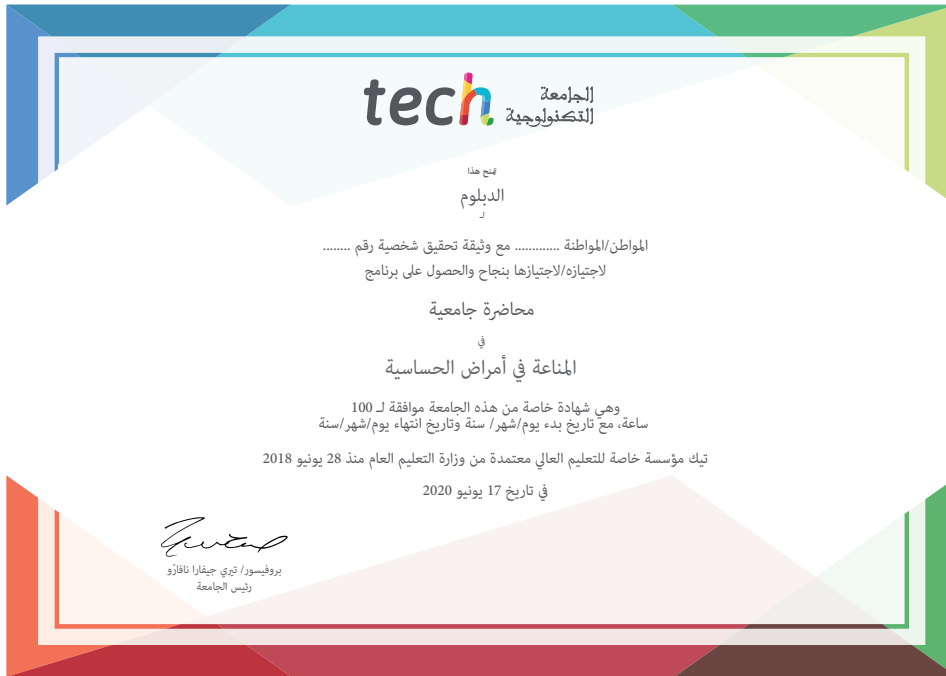 tech الجامعة
التكنولوجية
يمنح هذا
الدبلوم
لـ
المواطن/المواطنة ............ مع وثيقة تحقيق شخصية رقم ........
لاجتيازه/لاجتيازها بنجاح والحصول على برنامج
محاضرة جامعية
في
المناعة في أمراض الحساسية
وهي شهادة خاصة من هذه الجامعة موافقة لـ 100
ساعة، مع تاريخ بدء يوم/شهر/ سنة وتاريخ انتهاء يوم/شهر/سنة
تيك مؤسسة خاصة للتعليم العالي معتمدة من وزارة التعليم العام منذ 28 يونيو 2018
في تاريخ 17 يونيو 2020
بروفيسور/ تيري جيفارا نافارّو
رئيس الجامعة